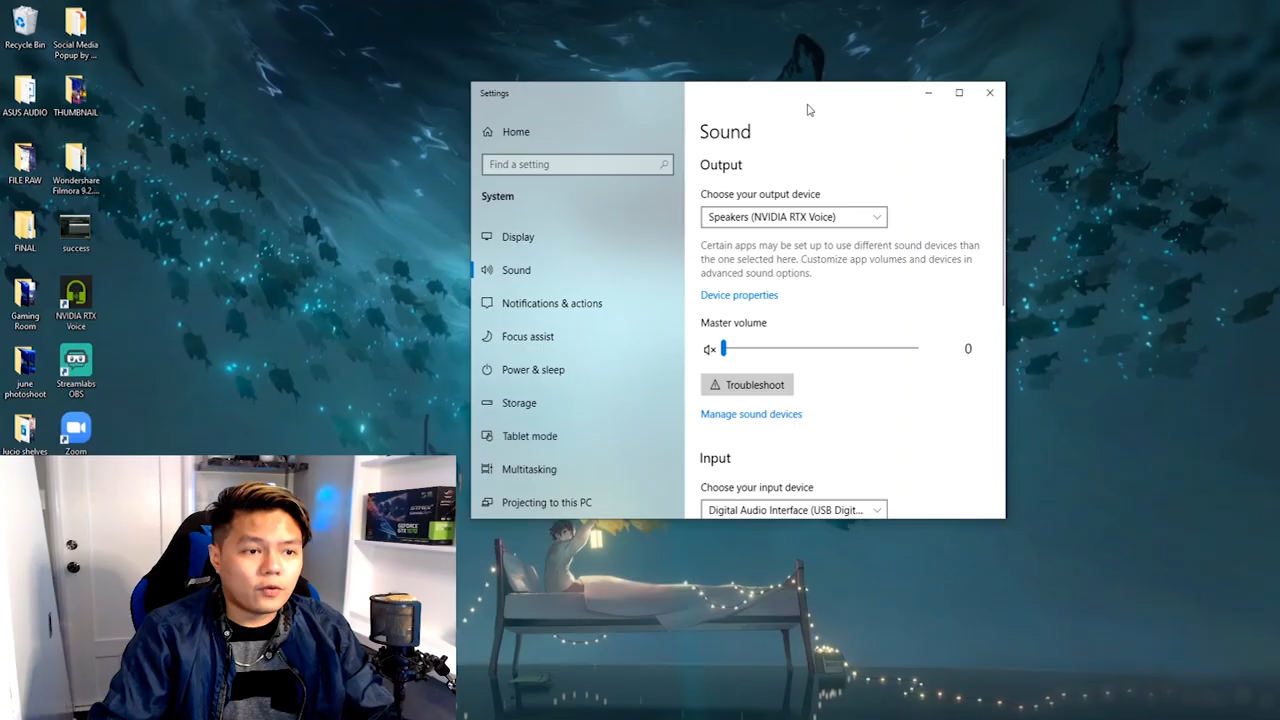 Recycle Bin
Social Media
Popup by ...
ASUS AUDIO
THUMBNAIL
FILE RAW
Wondershare
Filmora 9.2....
FINAL
success
Gaming
Room
NVIDIA RTX
Voice
june
photoshoot
Streamlabs
OBS
lucio shelves
Zoom
Settings
Home
Find a setting
System
Display
Sound
Notifications & actions
Focus assist
Power & sleep
Storage
Tablet mode
Multitasking
Projecting to this PC
Sound
Output
Choose your output device
Speakers (NVIDIA RTX Voice)
Certain apps may be set up to use different sound devices than
the one selected here. Customize app volumes and devices in
advanced sound options.
Device properties
Master volume
0
Troubleshoot
Manage sound devices
Input
Choose your input device
Digital Audio Interface (USB Digit...
GEFORCE